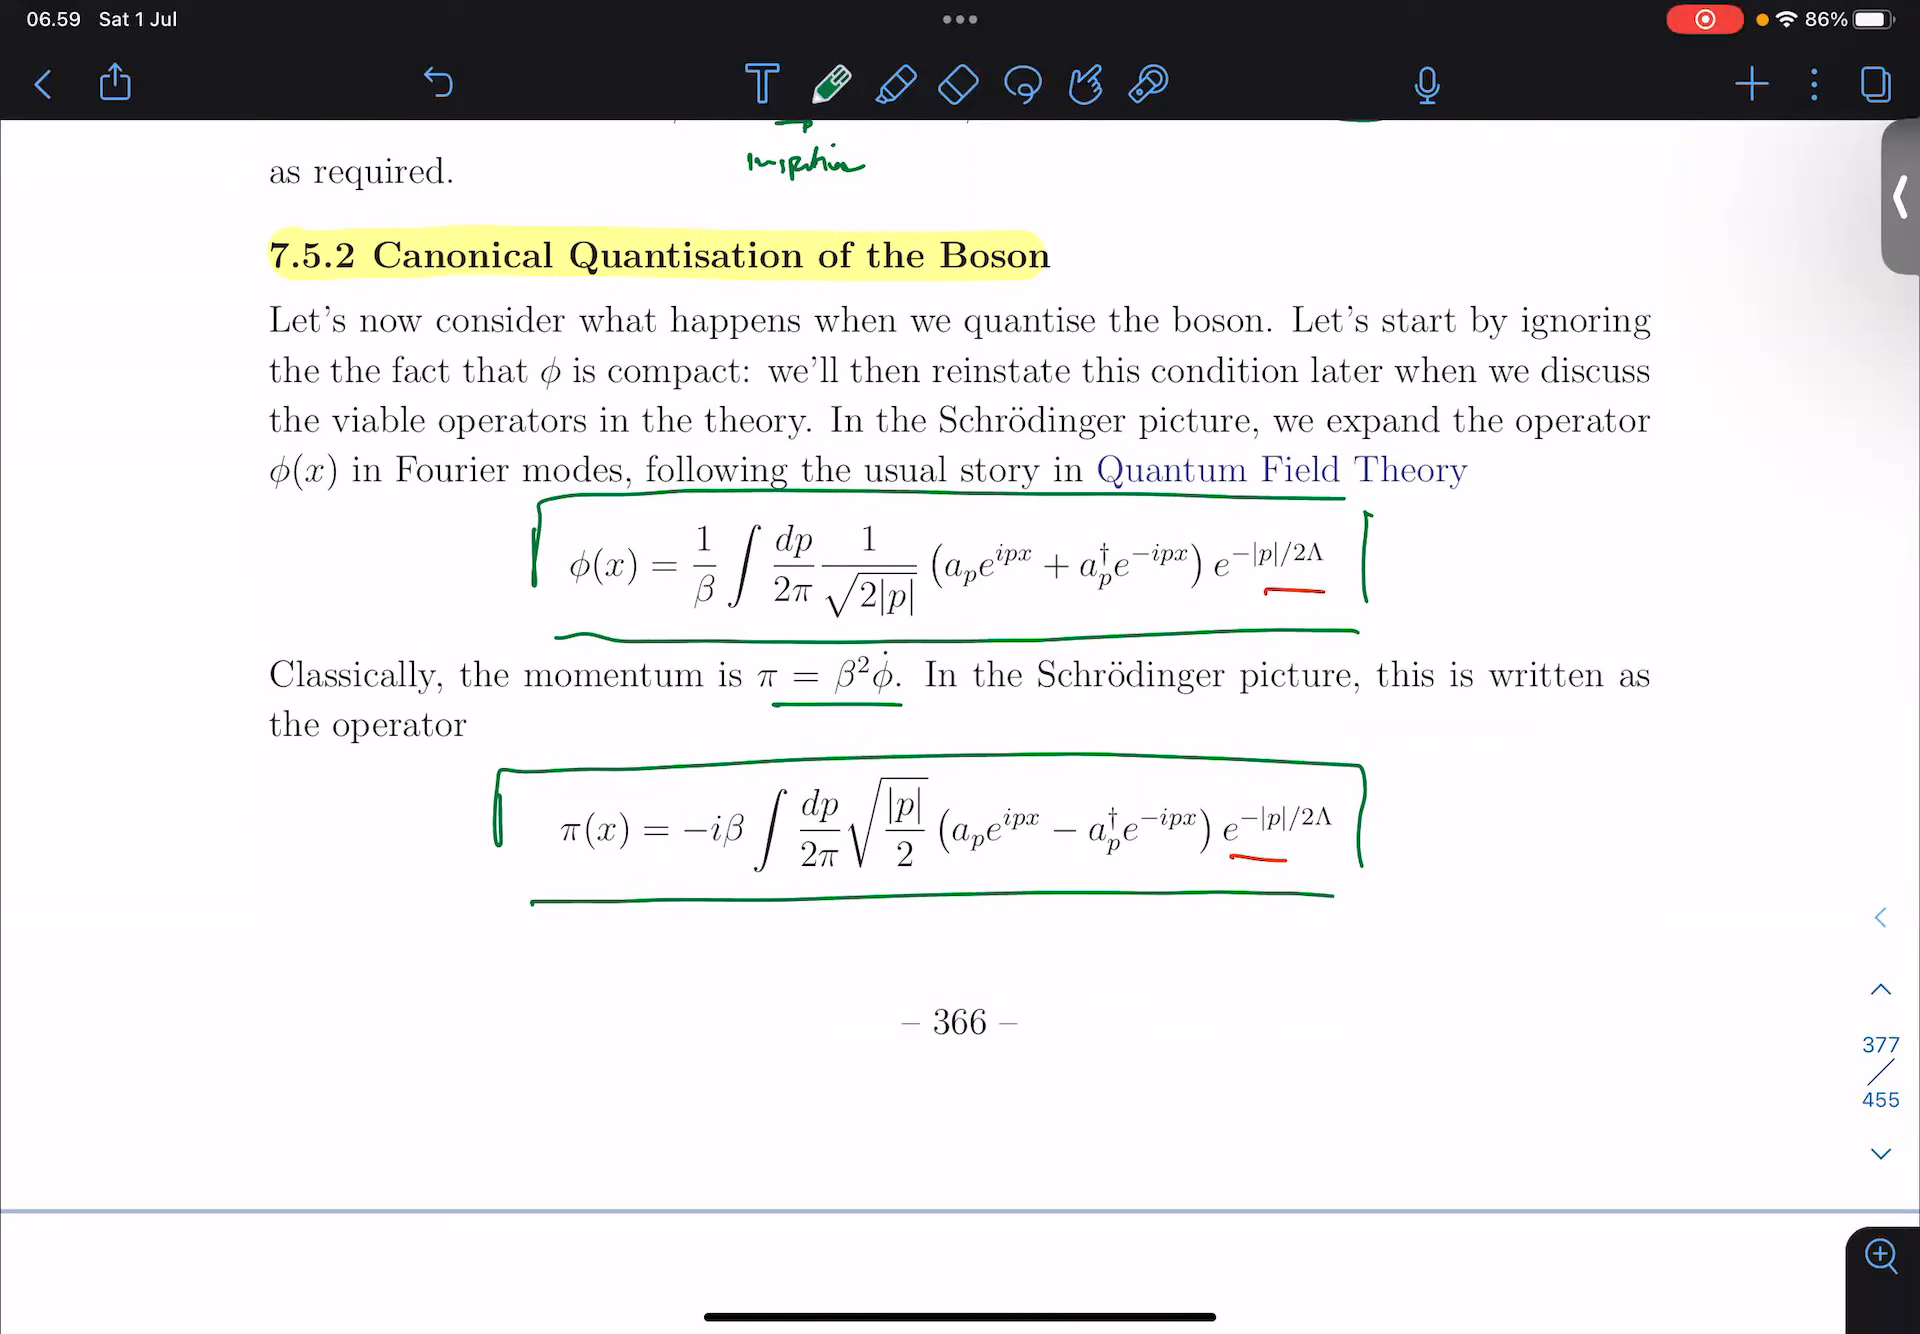 06.59 Sat 1 Jul
86%
as required.
7.5.2 Canonical Quantisation of the Boson
Let's now consider what happens when we quantise the boson. Let's start by ignoring
the the fact that ϕ is compact: we'll then reinstate this condition later when we discuss
the viable operators in the theory. In the Schrödinger picture, we expand the operator
ϕ(x) in Fourier modes, following the usual story in Quantum Field Theory
ϕ(x) = 1/β ∫ dp/2π 1/√2|p| (aₚe^{ipx} + aₚ†e^{−ipx}) e^{−|p|/2Λ}
Classically, the momentum is π = β²ϕ̇. In the Schrödinger picture, this is written as
the operator
π(x) = −iβ ∫ dp/2π √|p|/2 (aₚe^{ipx} − aₚ†e^{−ipx}) e^{−|p|/2Λ}
– 366 –
377
/
455